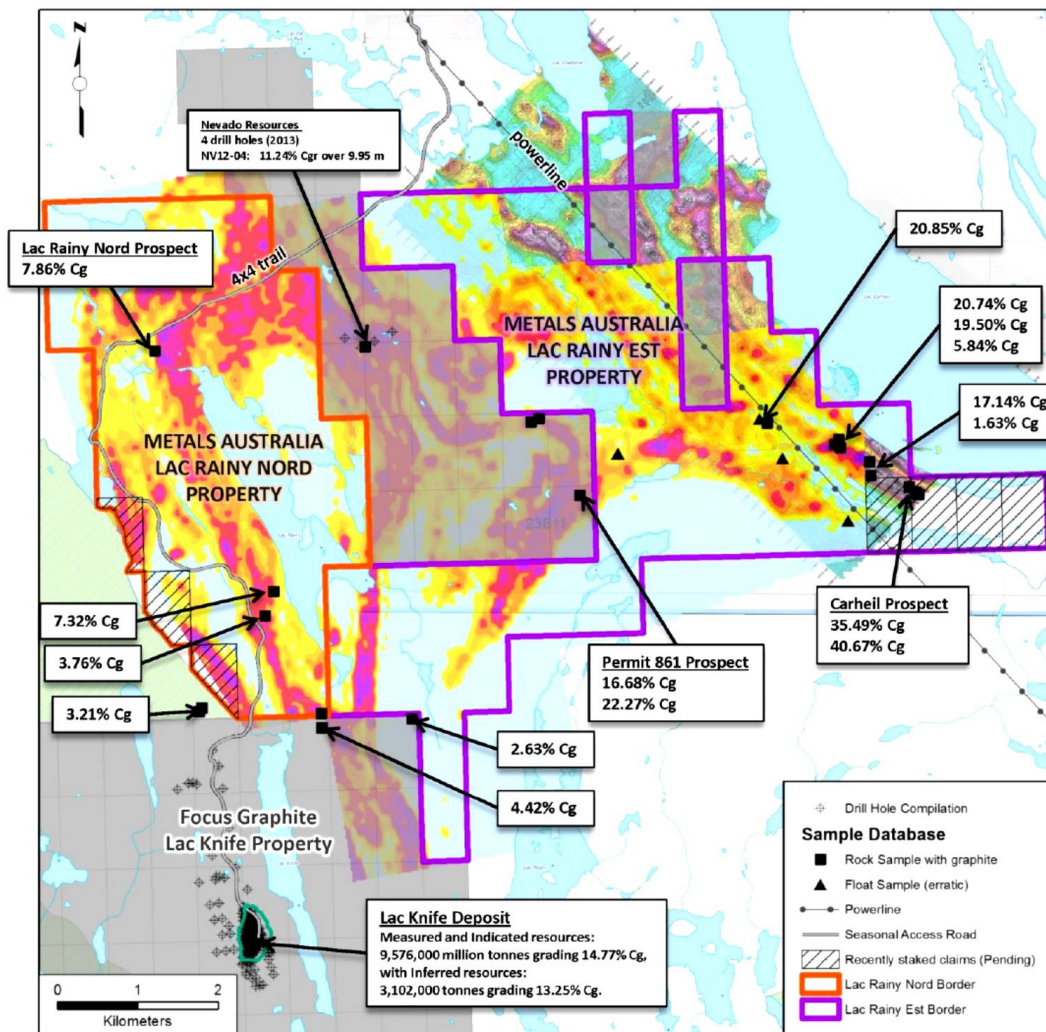 N
Nevado Resources
4 drill holes (2013)
NV12-04: 11.24% Cgr over 9.95 m
powerline
20.85% Cg
Lac Rainy Nord Prospect
7.86% Cg
4x4 trail
20.74% Cg
19.50% Cg
5.84% Cg
METALS AUSTRALIA
LAC RAINY EST
PROPERTY
17.14% Cg
1.63% Cg
METALS AUSTRALIA
LAC RAINY NORD
PROPERTY
23B11
7.32% Cg
Carheil Prospect
35.49% Cg
40.67% Cg
3.76% Cg
Permit 861 Prospect
16.68% Cg
22.27% Cg
3.21% Cg
2.63% Cg
4.42% Cg
Focus Graphite
Lac Knife Property
Drill Hole Compilation
Sample Database
Rock Sample with graphite
Float Sample (erratic)
Powerline
Seasonal Access Road
Recently staked claims (Pending)
Lac Rainy Nord Border
Lac Rainy Est Border
Lac Knife Deposit
Measured and Indicated resources:
9,576,000 million tonnes grading 14.77% Cg,
with Inferred resources:
3,102,000 tonnes grading 13.25% Cg.
0 1 2
Kilometers